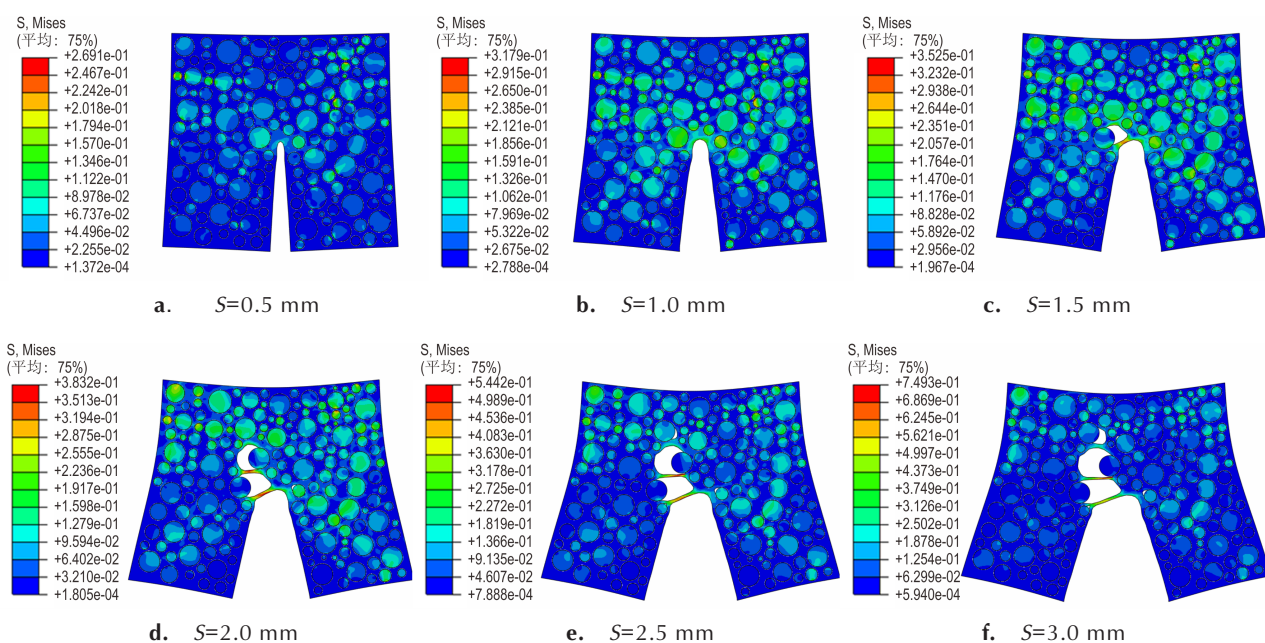 S, Mises
(平均: 75%)
+2.691e-01
+2.467e-01
+2.242e-01
+2.018e-01
+1.794e-01
+1.570e-01
+1.346e-01
+1.122e-01
+8.978e-02
+6.737e-02
+4.496e-02
+2.255e-02
+1.372e-04
a. S=0.5 mm
S, Mises
(平均: 75%)
+3.179e-01
+2.915e-01
+2.650e-01
+2.385e-01
+2.121e-01
+1.856e-01
+1.591e-01
+1.326e-01
+1.062e-01
+7.969e-02
+5.322e-02
+2.675e-02
+2.788e-04
b. S=1.0 mm
S, Mises
(平均: 75%)
+3.525e-01
+3.232e-01
+2.938e-01
+2.644e-01
+2.351e-01
+2.057e-01
+1.764e-01
+1.470e-01
+1.176e-01
+8.828e-02
+5.892e-02
+2.956e-02
+1.967e-04
c. S=1.5 mm
S, Mises
(平均: 75%)
+3.832e-01
+3.513e-01
+3.194e-01
+2.875e-01
+2.555e-01
+2.236e-01
+1.917e-01
+1.598e-01
+1.279e-01
+9.594e-02
+6.402e-02
+3.210e-02
+1.805e-04
d. S=2.0 mm
S, Mises
(平均: 75%)
+5.442e-01
+4.989e-01
+4.536e-01
+4.083e-01
+3.630e-01
+3.178e-01
+2.725e-01
+2.272e-01
+1.819e-01
+1.366e-01
+9.135e-02
+4.607e-02
+7.888e-04
e. S=2.5 mm
S, Mises
(平均: 75%)
+7.493e-01
+6.869e-01
+6.245e-01
+5.621e-01
+4.997e-01
+4.373e-01
+3.749e-01
+3.126e-01
+2.502e-01
+1.878e-01
+1.254e-01
+6.299e-02
+5.940e-04
f. S=3.0 mm